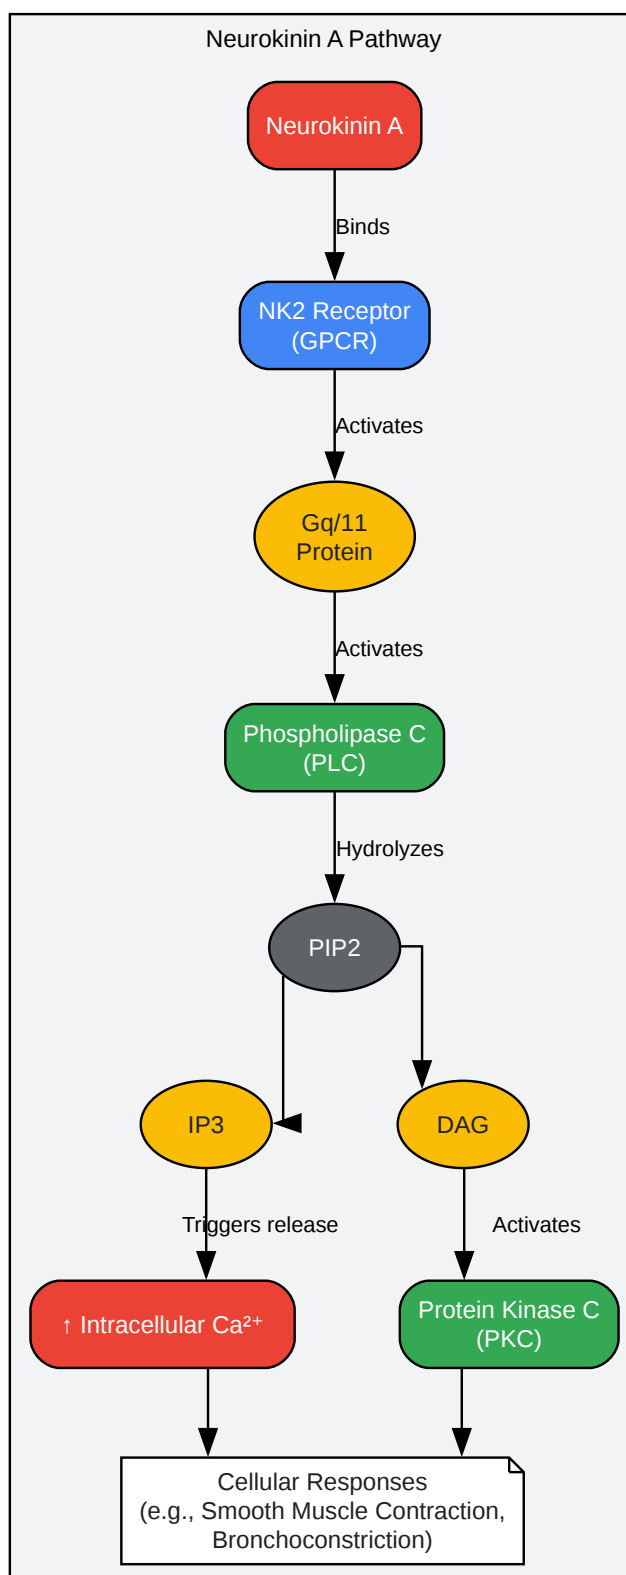 Neurokinin A Pathway
Neurokinin A
Binds
NK2 Receptor
(GPCR)
Activates
Gq/11
Protein
Activates
Phospholipase C
(PLC)
Hydrolyzes
PIP2
IP3
DAG
Triggers release
Activates
↑ Intracellular Ca²⁺
Protein Kinase C
(PKC)
Cellular Responses
(e.g., Smooth Muscle Contraction,
Bronchoconstriction)